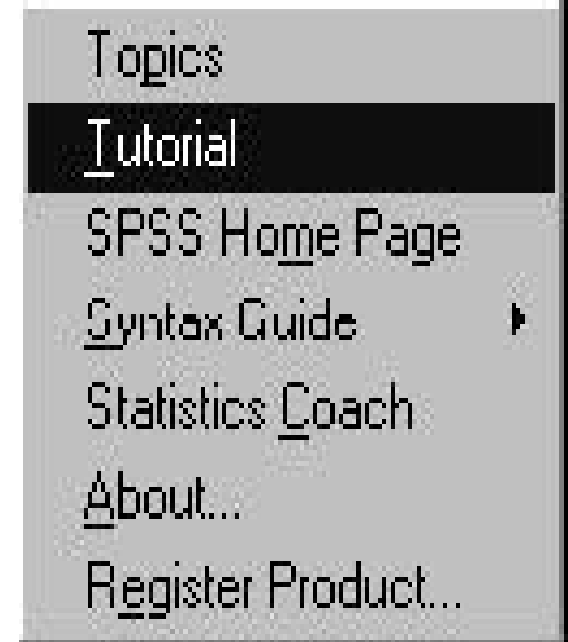 Topics
Tutorial
SPSS Home Page
Syntax Guide
Statistics Coach
About...
Register Product...